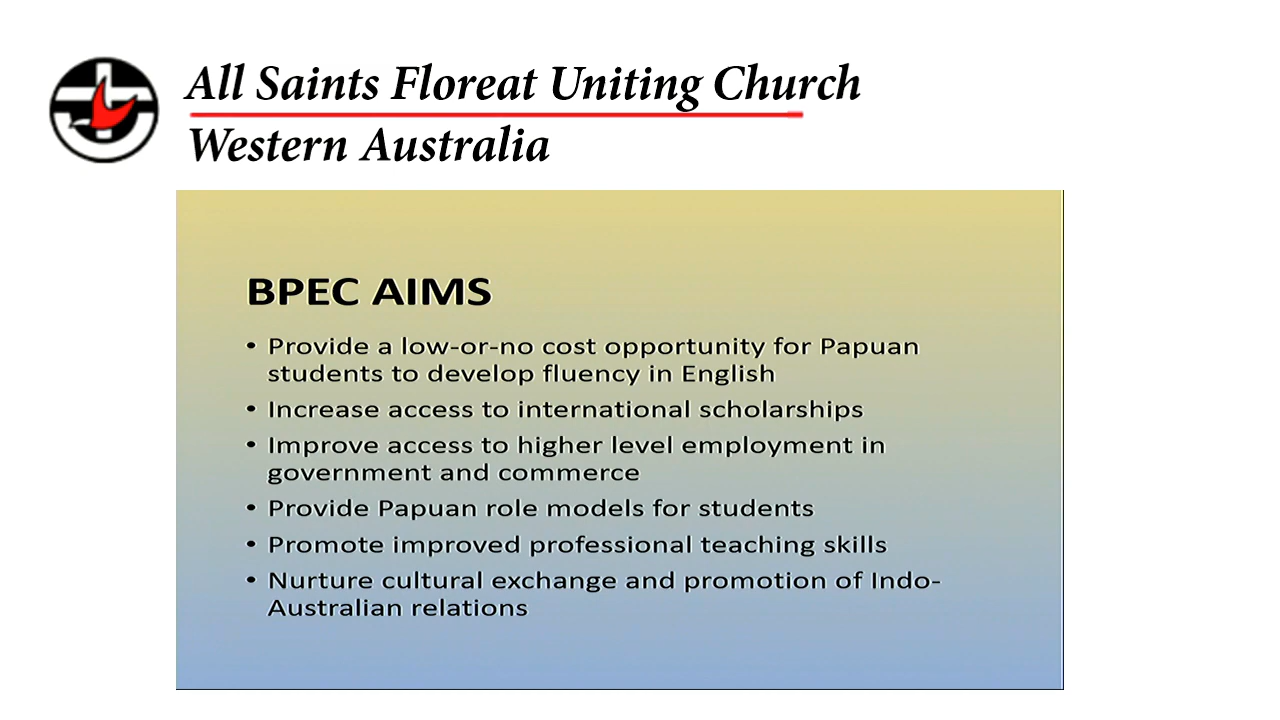 All Saints Floreat Uniting Church
Western Australia
BPEC AIMS
• Provide a low-or-no cost opportunity for Papuan
students to develop fluency in English
• Increase access to international scholarships
• Improve access to higher level employment in
government and commerce
• Provide Papuan role models for students
• Promote improved professional teaching skills
• Nurture cultural exchange and promotion of Indo-
Australian relations